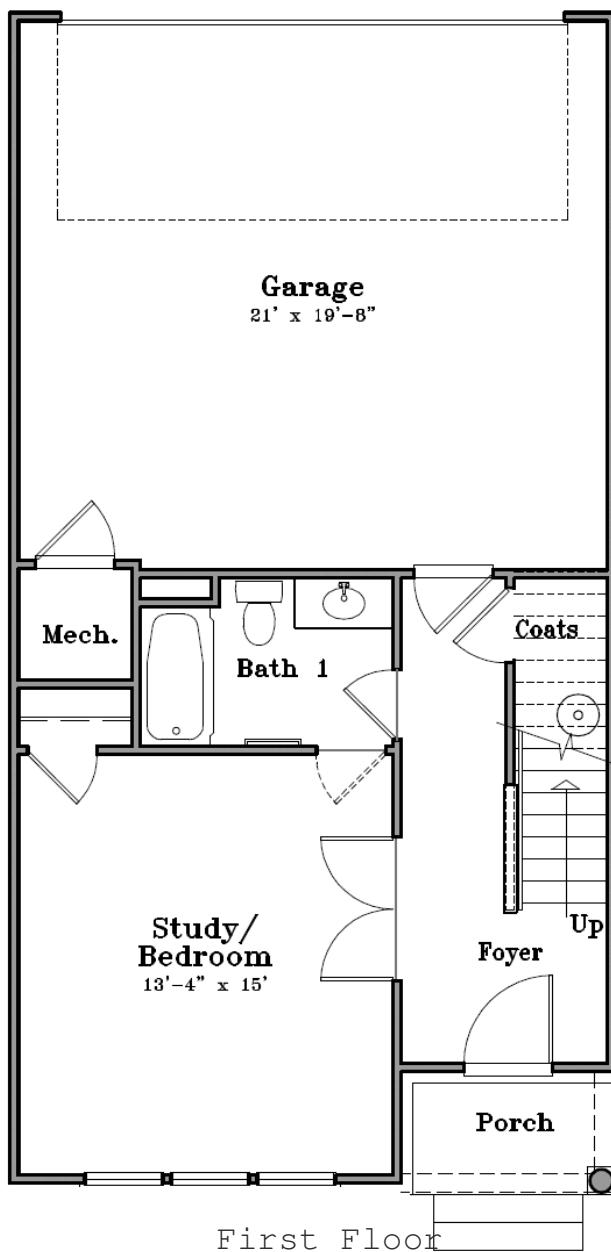 Garage
21' x 19'-8"
Mech.
Coats
Bath 1
Study/
Bedroom
13'-4" x 15'
Up
Foyer
Porch
First Floor